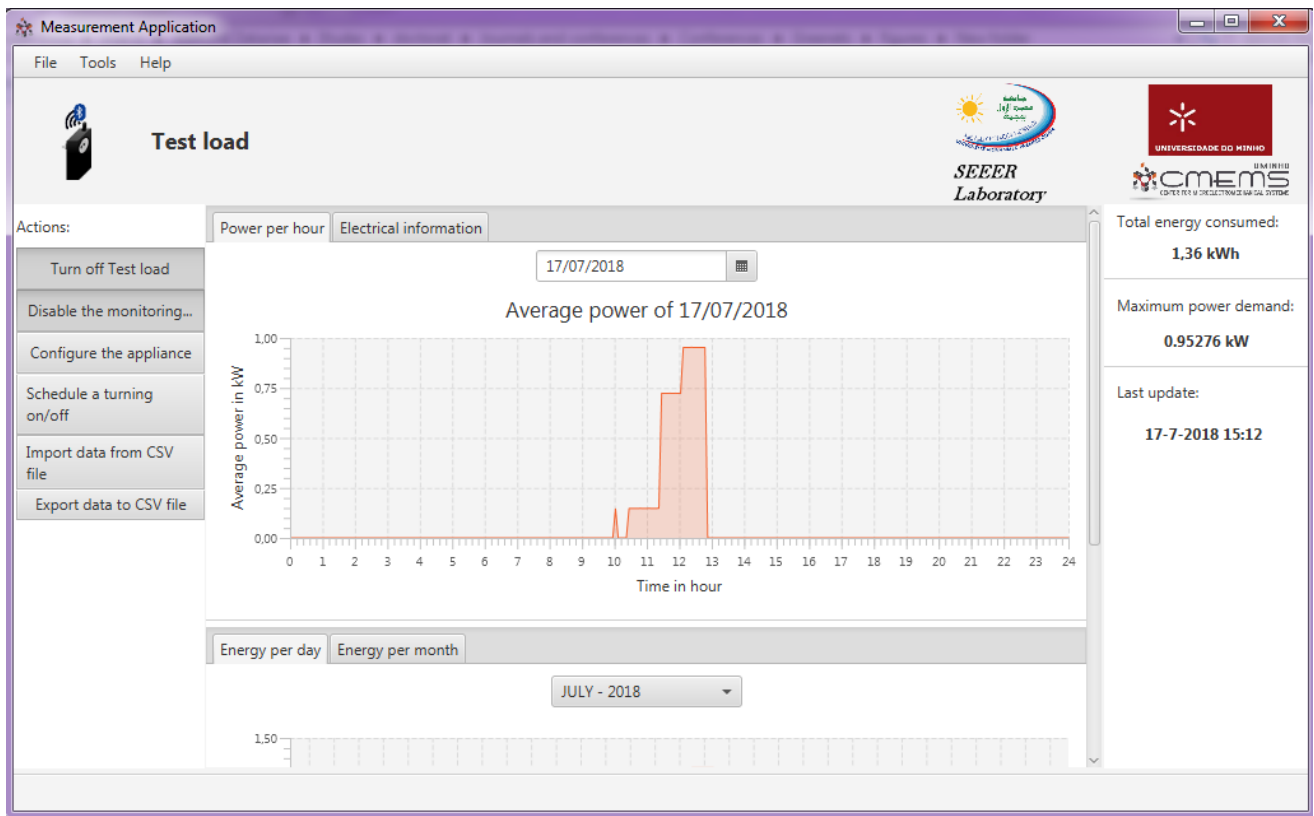 Measurement Application
File Tools Help
Test load
جامعة
محمد الأول
بوجدة
SEEER
Laboratory
UNIVERSIDADE DO MINHO
UMINHO
CMEMS
Actions:
Turn off Test load
Disable the monitoring...
Configure the appliance
Schedule a turning
on/off
Import data from CSV
file
Export data to CSV file
Power per hour Electrical information
17/07/2018
Average power of 17/07/2018
Average power in kW
1,00
0,75
0,50
0,25
0,00
0 1 2 3 4 5 6 7 8 9 10 11 12 13 14 15 16 17 18 19 20 21 22 23 24
Time in hour
Energy per day Energy per month
JULY - 2018
1,50
Total energy consumed:
1,36 kWh
Maximum power demand:
0.95276 kW
Last update:
17-7-2018 15:12